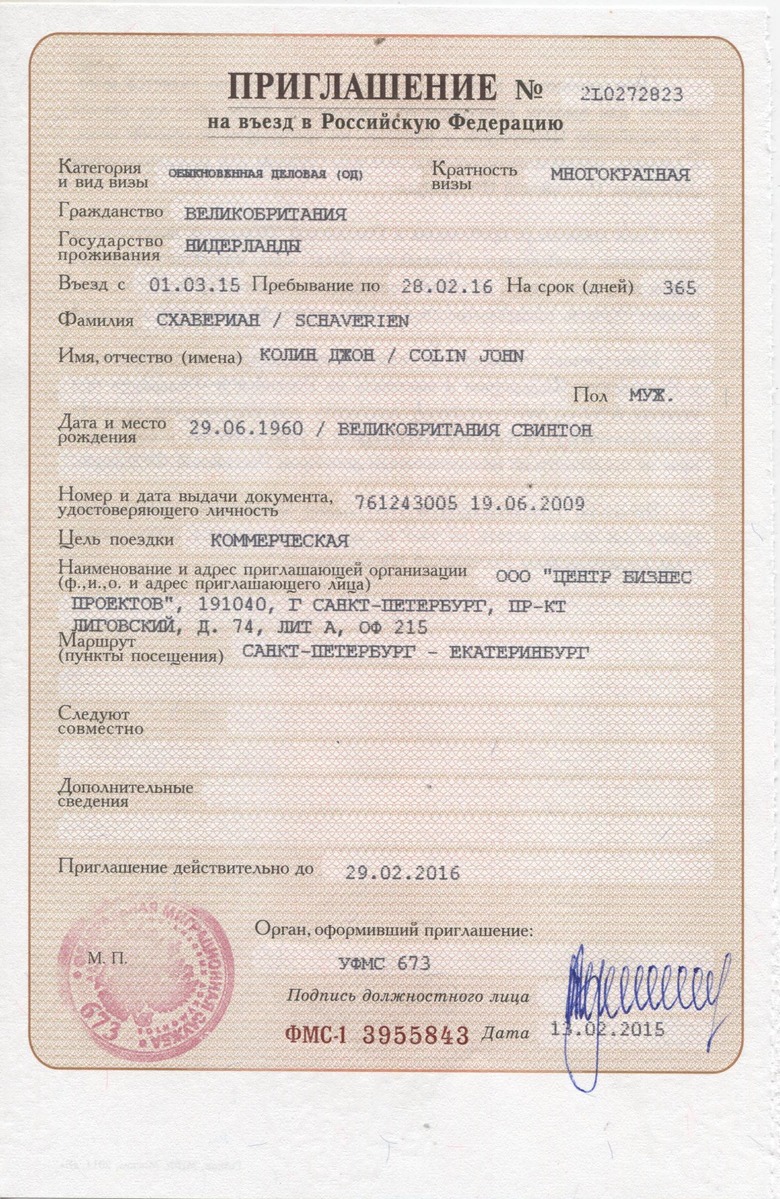 ПРИГЛАШЕНИЕ № 2L0272823
на въезд в Российскую Федерацию
Категория и вид визы ОБЫКНОВЕННАЯ ДЕЛОВАЯ (ОД) Кратность визы МНОГОКРАТНАЯ
Гражданство ВЕЛИКОБРИТАНИЯ
Государство проживания НИДЕРЛАНДЫ
Въезд с 01.03.15 Пребывание по 28.02.16 На срок (дней) 365
Фамилия СХАВЕРИАН / SCHAVERIEN
Имя, отчество (имена) КОЛИН ДЖОН / COLIN JOHN
Пол МУЖ.
Дата и место рождения 29.06.1960 / ВЕЛИКОБРИТАНИЯ СВИНТОН
Номер и дата выдачи документа,
удостоверяющего личность 761243005 19.06.2009
Цель поездки КОММЕРЧЕСКАЯ
Наименование и адрес приглашающей организации
(ф.,и.,о. и адрес приглашающего лица) ООО "ЦЕНТР БИЗНЕС
ПРОЕКТОВ", 191040, Г САНКТ-ПЕТЕРБУРГ, ПР-КТ
ЛИГОВСКИЙ, Д. 74, ЛИТ А, ОФ 215
Маршрут
(пункты посещения) САНКТ-ПЕТЕРБУРГ - ЕКАТЕРИНБУРГ
Следуют
совместно
Дополнительные
сведения
Приглашение действительно до 29.02.2016
Орган, оформивший приглашение:
М. П. УФМС 673
Подпись должностного лица
ФМС-1 3955843 Дата 13.02.2015
МИГРАЦИОННАЯ СЛУЖБА
673